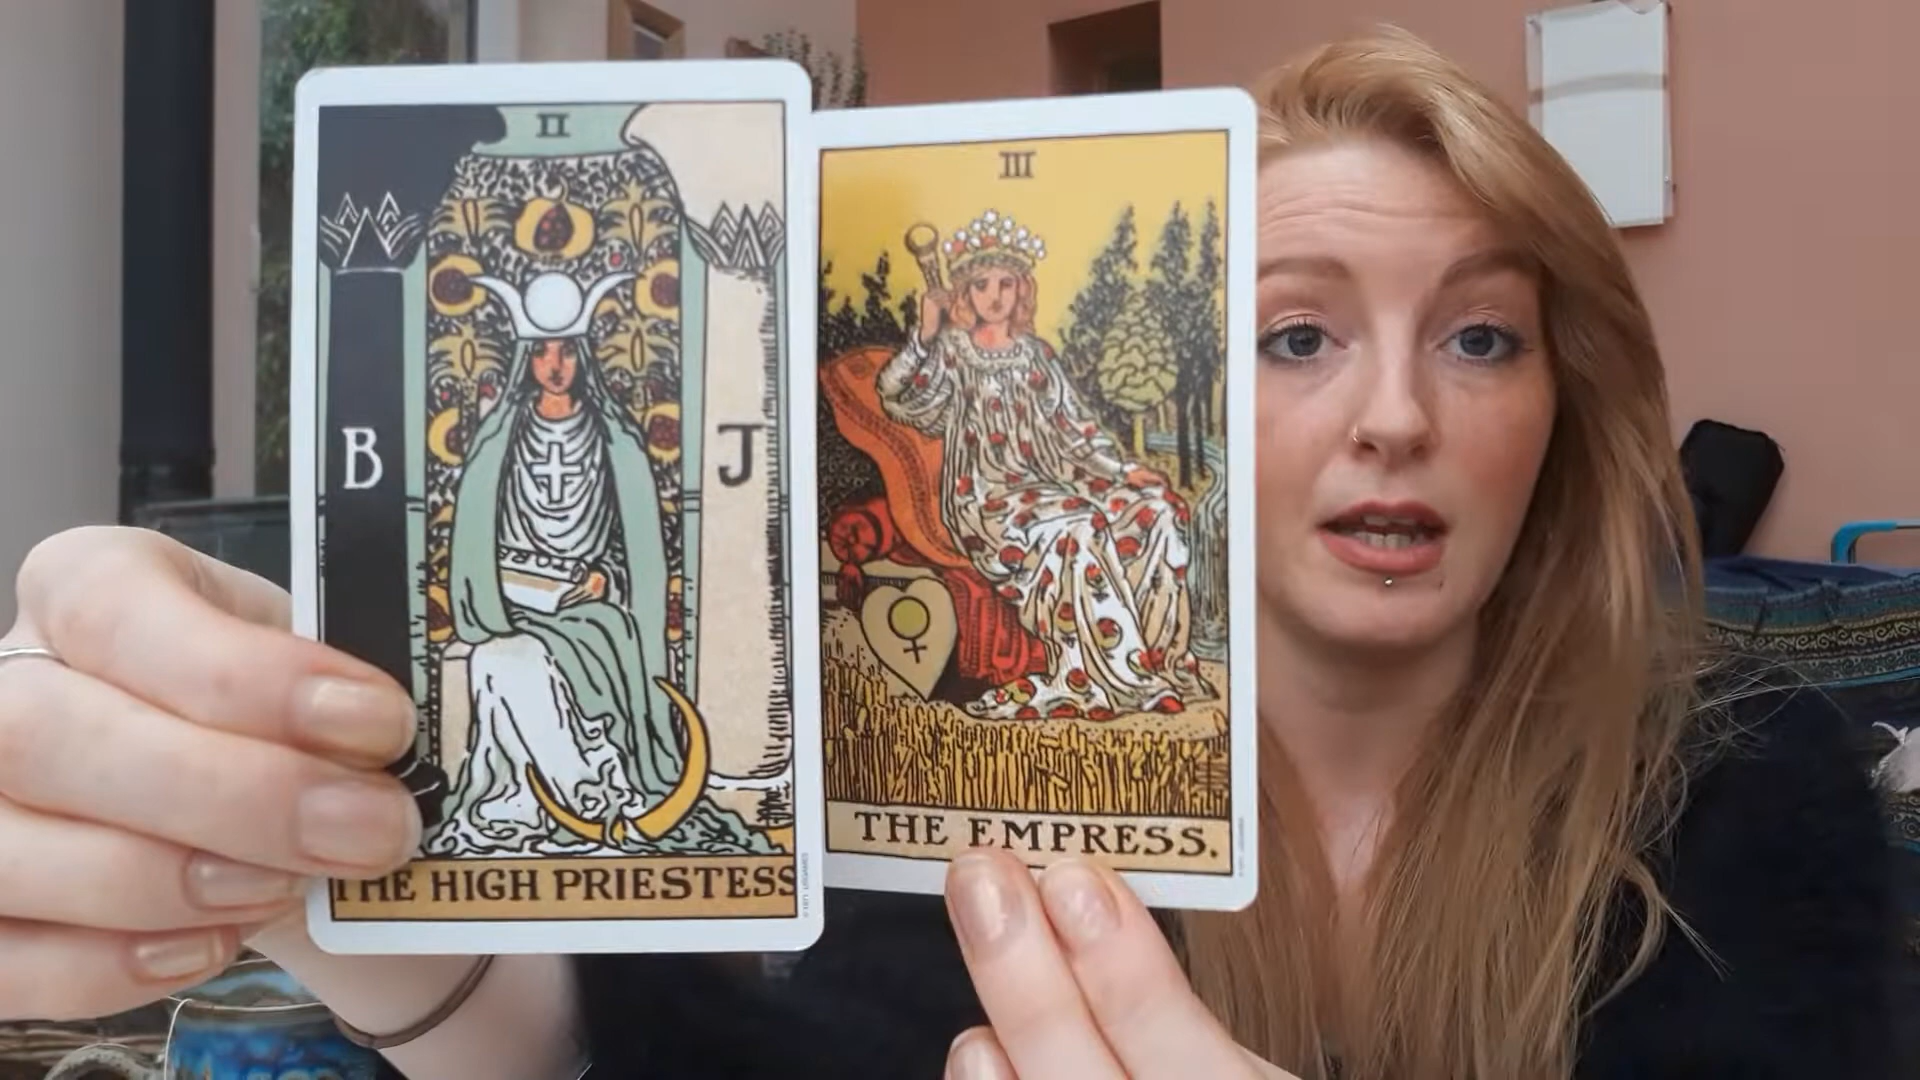 II
B
J
THE HIGH PRIESTESS
III
THE EMPRESS.